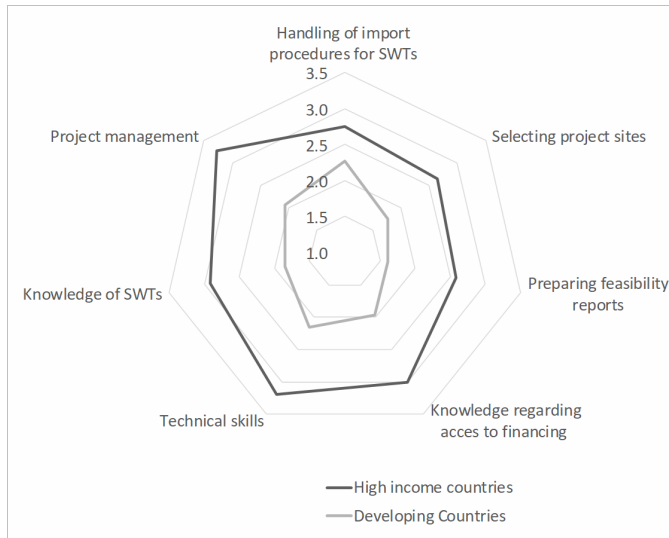 Handling of import
procedures for SWTs
3.5
3.0
2.5
2.0
1.5
1.0
Selecting project sites
Preparing feasibility
reports
Knowledge regarding
acces to financing
Technical skills
Knowledge of SWTs
Project management
High income countries
Developing Countries